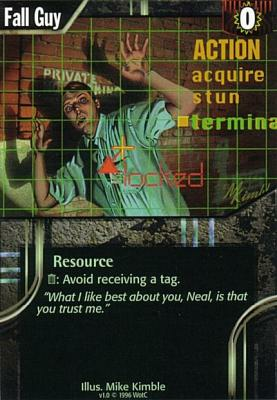 Fall Guy
0
ACTION
acquire
stun
termina
PRIVATE
locked
M Kimble
Resource
: Avoid receiving a tag.
"What I like best about you, Neal, is that
you trust me."
Illus. Mike Kimble
v1.0 © 1996 WotC